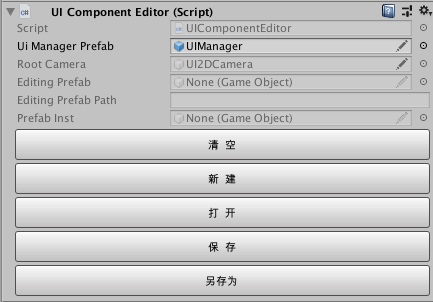 UI Component Editor (Script)
Script UIComponentEditor
Ui Manager Prefab UIManager
Root Camera UI2DCamera
Editing Prefab None (Game Object)
Editing Prefab Path
Prefab Inst None (Game Object)
清 空
新 建
打 开
保 存
另存为